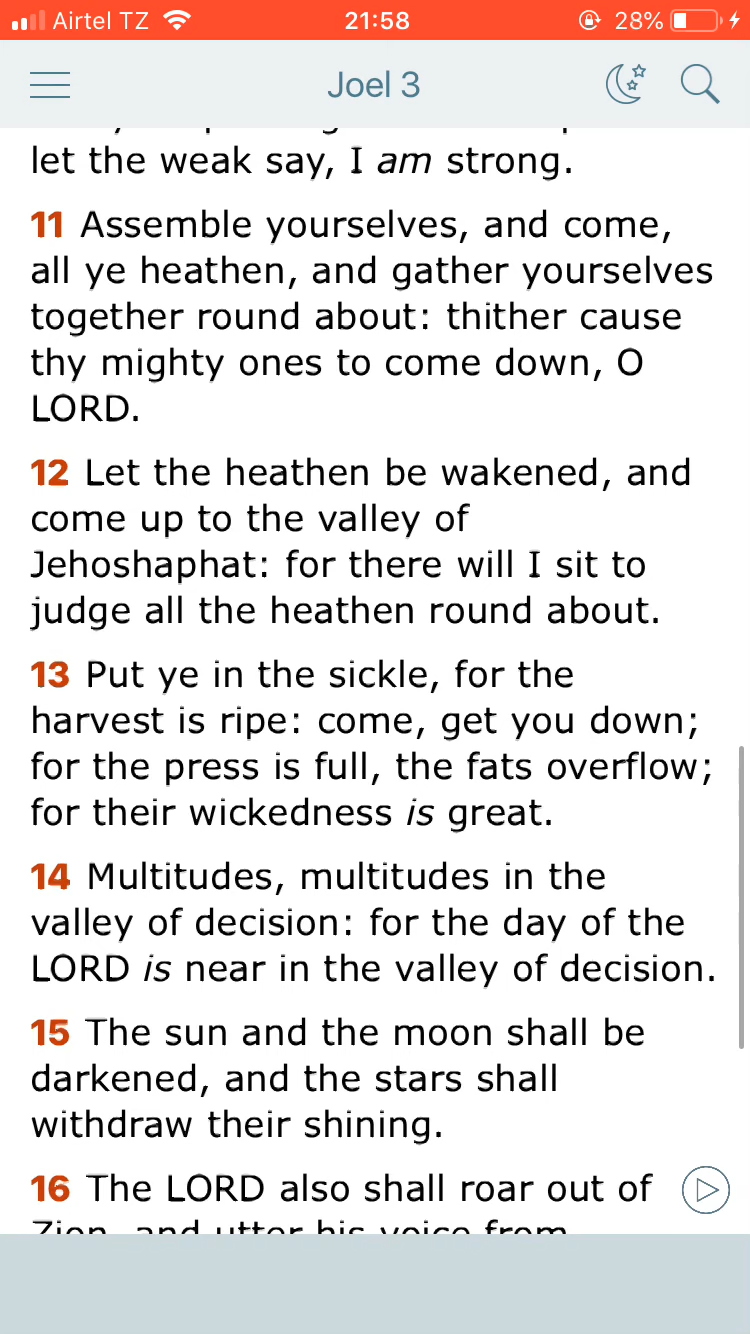 Airtel TZ 21:58 28%
Joel 3
let the weak say, I am strong.
11 Assemble yourselves, and come,
all ye heathen, and gather yourselves
together round about: thither cause
thy mighty ones to come down, O
LORD.
12 Let the heathen be wakened, and
come up to the valley of
Jehoshaphat: for there will I sit to
judge all the heathen round about.
13 Put ye in the sickle, for the
harvest is ripe: come, get you down;
for the press is full, the fats overflow;
for their wickedness is great.
14 Multitudes, multitudes in the
valley of decision: for the day of the
LORD is near in the valley of decision.
15 The sun and the moon shall be
darkened, and the stars shall
withdraw their shining.
16 The LORD also shall roar out of
Zion, and utter his voice from